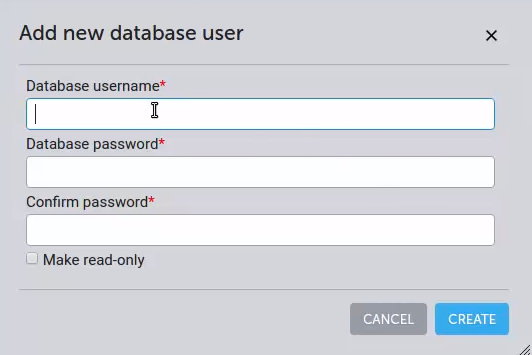 Add new database user
Database username*
Database password*
Confirm password*
Make read-only
CANCEL
CREATE